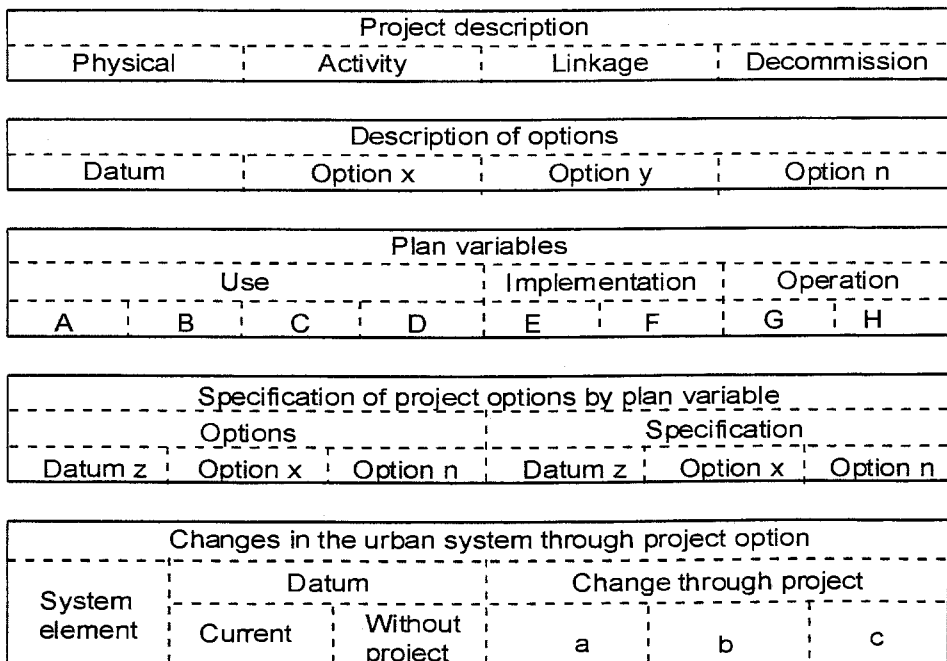 Project description
Physical Activity Linkage Decommission
Description of options
Datum Option x Option y Option n
Plan variables
Use Implementation Operation
A B C D E F G H
Specification of project options by plan variable
Options Specification
Datum z Option x Option n Datum z Option x Option n
Changes in the urban system through project option
System element Datum Change through project
Current Without project a b c